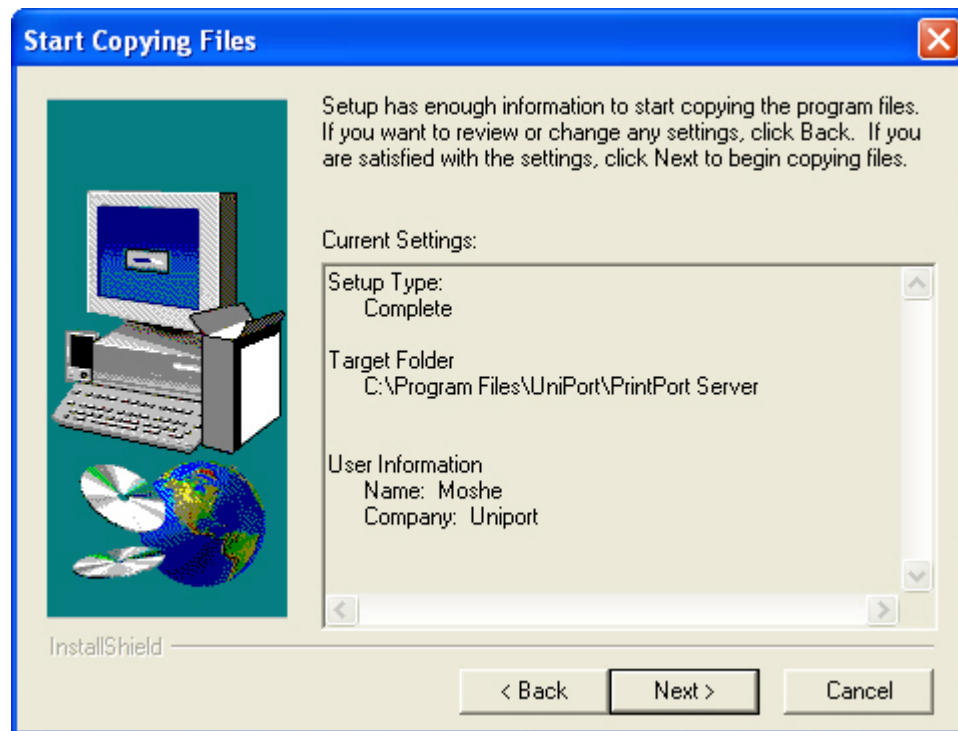 Start Copying Files
Setup has enough information to start copying the program files.
If you want to review or change any settings, click Back. If you
are satisfied with the settings, click Next to begin copying files.
Current Settings:
Setup Type:
Complete
Target Folder
C:\Program Files\UniPort\PrintPort Server
User Information
Name: Moshe
Company: Uniport
InstallShield
< Back
Next >
Cancel